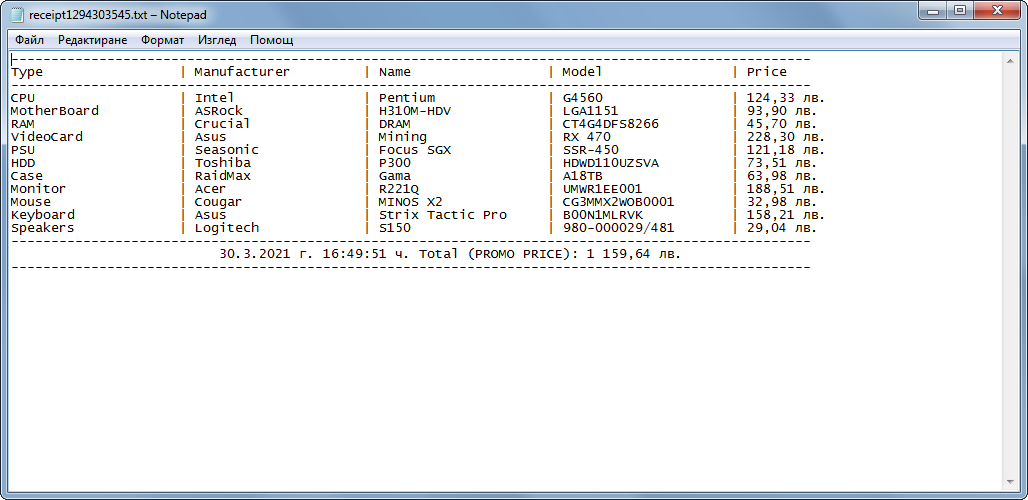 receipt1294303545.txt – Notepad
Файл Редактиране Формат Изглед Помощ
----------------------------------------------------------------------------------------------------
Type | Manufacturer | Name | Model | Price
----------------------------------------------------------------------------------------------------
CPU | Intel | Pentium | G4560 | 124,33 лв.
MotherBoard | ASRock | H310M-HDV | LGA1151 | 93,90 лв.
RAM | Crucial | DRAM | CT4G4DFS8266 | 45,70 лв.
VideoCard | Asus | Mining | RX 470 | 228,30 лв.
PSU | Seasonic | Focus SGX | SSR-450 | 121,18 лв.
HDD | Toshiba | P300 | HDWD110UZSVA | 73,51 лв.
Case | RaidMax | Gama | A18TB | 63,98 лв.
Monitor | Acer | R221Q | UMWR1EE001 | 188,51 лв.
Mouse | Cougar | MINOS X2 | CG3MMX2WOB0001 | 32,98 лв.
Keyboard | Asus | Strix Tactic Pro | B00N1MLRVK | 158,21 лв.
Speakers | Logitech | S150 | 980-000029/481 | 29,04 лв.
----------------------------------------------------------------------------------------------------
30.3.2021 г. 16:49:51 ч. Total (PROMO PRICE): 1 159,64 лв.
----------------------------------------------------------------------------------------------------